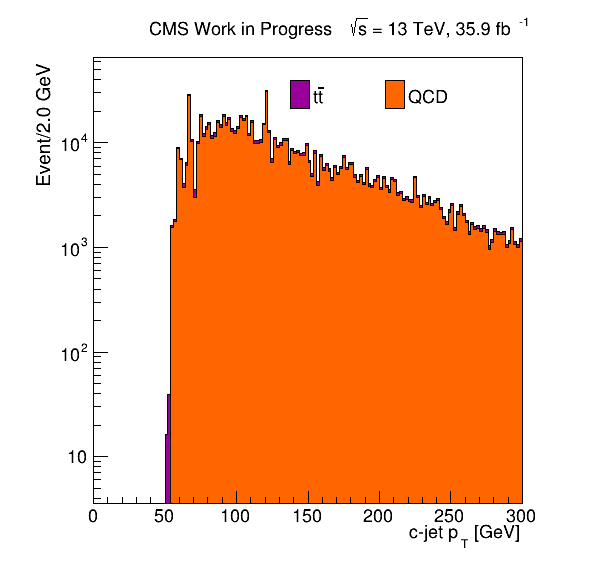 CMS Work in Progress √s = 13 TeV, 35.9 fb⁻¹
Event/2.0 GeV
tt̄ QCD
10⁴
10³
10²
10
0 50 100 150 200 250 300
c-jet p_T [GeV]